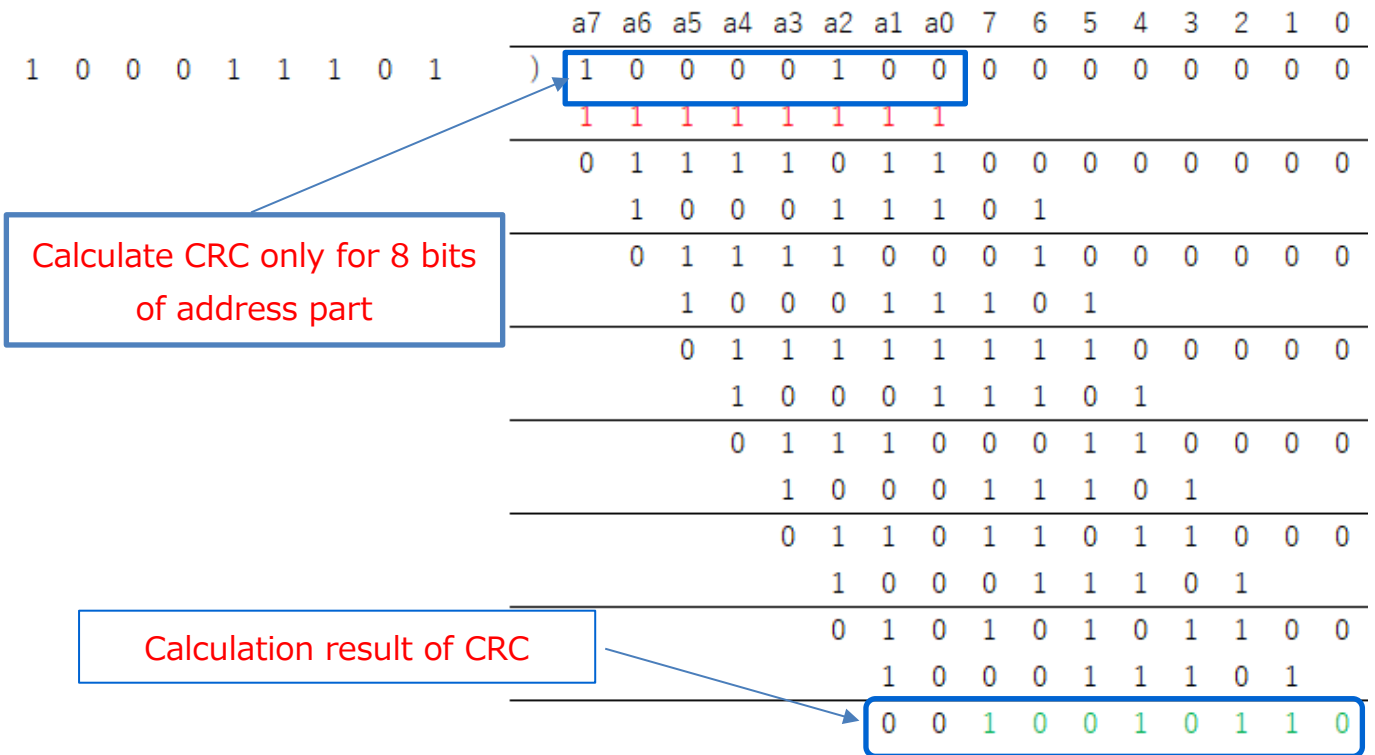 a7 a6 a5 a4 a3 a2 a1 a0 7 6 5 4 3 2 1 0
1 0 0 0 1 1 1 0 1 ) 1 0 0 0 0 1 0 0 0 0 0 0 0 0 0 0
1 1 1 1 1 1 1 1
0 1 1 1 1 0 1 1 0 0 0 0 0 0 0 0
1 0 0 0 1 1 1 0 1
Calculate CRC only for 8 bits
of address part
0 1 1 1 1 0 0 0 1 0 0 0 0 0 0
1 0 0 0 1 1 1 0 1
0 1 1 1 1 1 1 1 1 0 0 0 0 0
1 0 0 0 1 1 1 0 1
0 1 1 1 0 0 0 1 1 0 0 0 0
1 0 0 0 1 1 1 0 1
0 1 1 0 1 1 0 1 1 0 0 0
1 0 0 0 1 1 1 0 1
Calculation result of CRC
0 1 0 1 0 1 0 1 1 0 0
1 0 0 0 1 1 1 0 1
0 0 1 0 0 1 0 1 1 0